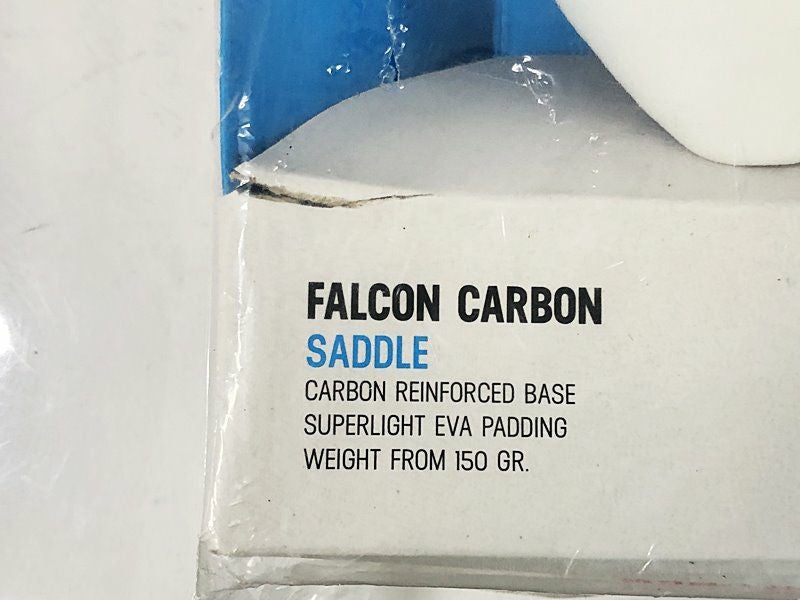 FALCON CARBON
SADDLE
CARBON REINFORCED BASE
SUPERLIGHT EVA PADDING
WEIGHT FROM 150 GR.